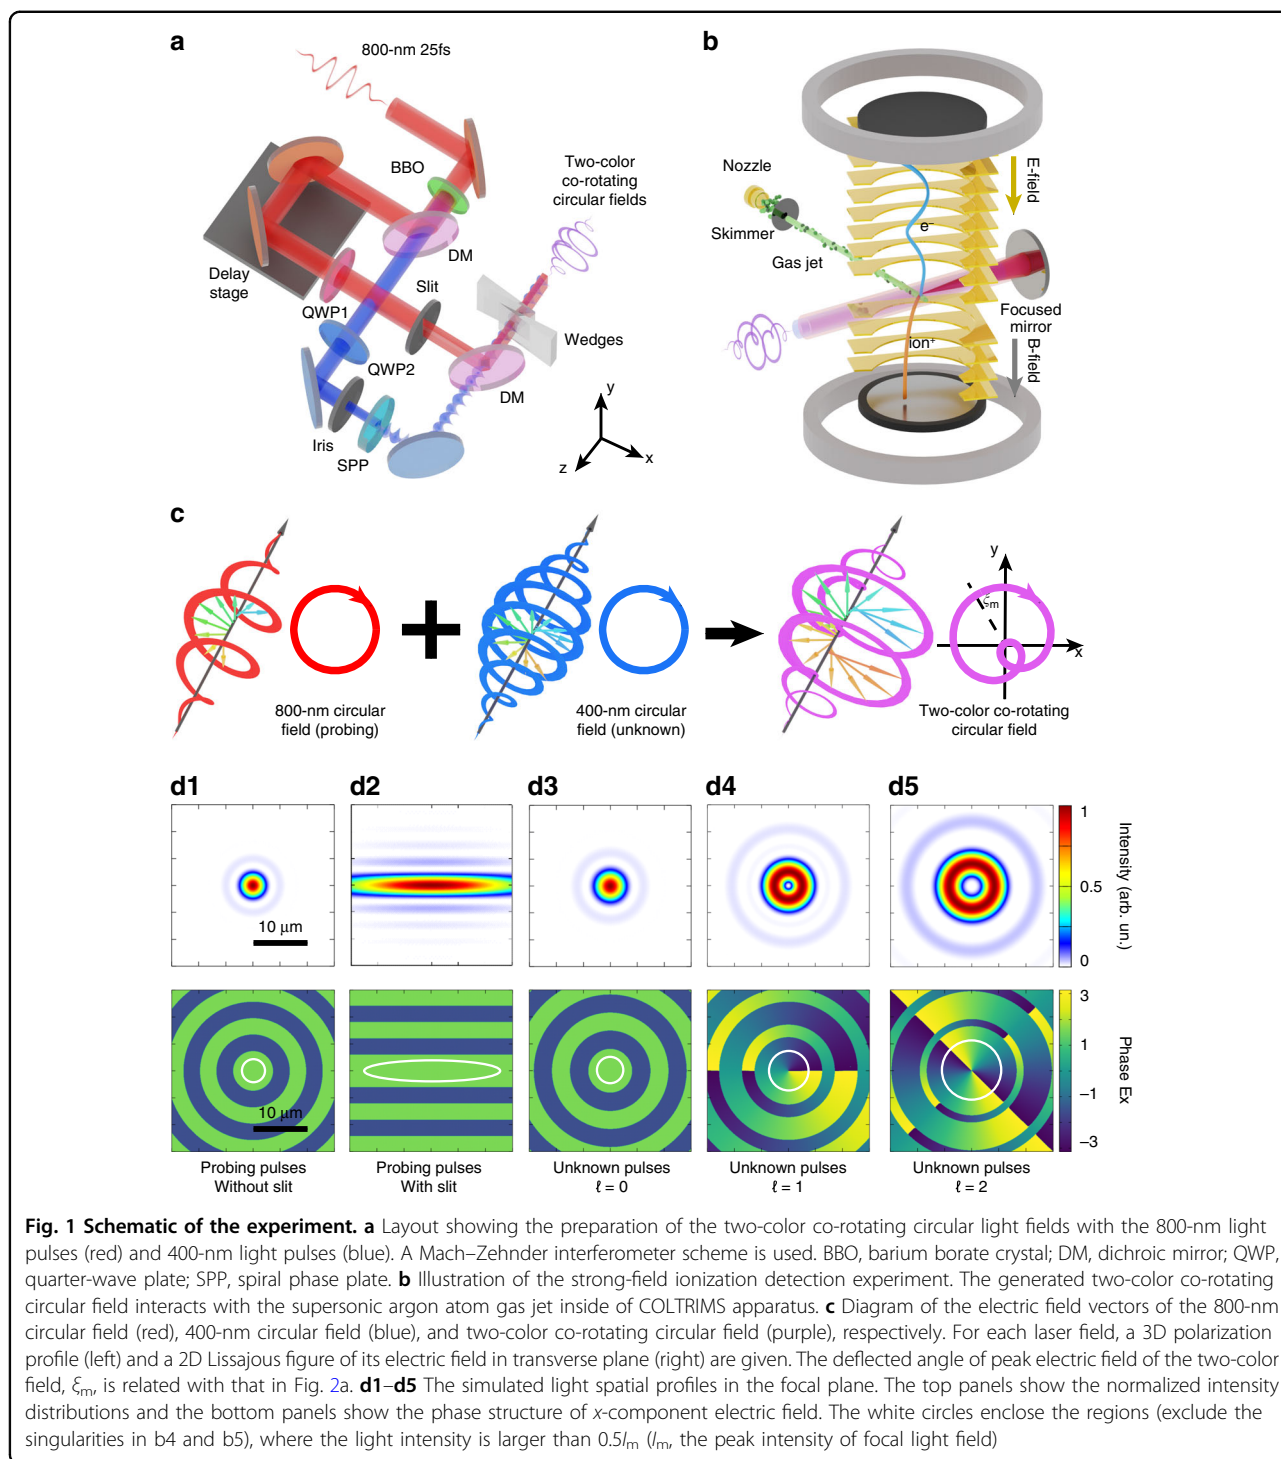 a
800-nm 25fs
BBO
Two-color
co-rotating
circular fields
DM
Delay
stage
Slit
QWP1
Wedges
QWP2
DM
Iris
SPP
y
x
z
b
Nozzle
E-field
Skimmer
e⁻
Gas jet
Focused
mirror
ion⁺
B-field
c
y
ξm
x
800-nm circular
field (probing)
400-nm circular
field (unknown)
Two-color co-rotating
circular field
d1
d2
d3
d4
d5
10 µm
1
0.5
0
Intensity (arb. un.)
10 µm
3
1
−1
−3
Phase Ex
Probing pulses
Without slit
Probing pulses
With slit
Unknown pulses
ℓ = 0
Unknown pulses
ℓ = 1
Unknown pulses
ℓ = 2
Fig. 1 Schematic of the experiment. a Layout showing the preparation of the two-color co-rotating circular light fields with the 800-nm light
pulses (red) and 400-nm light pulses (blue). A Mach–Zehnder interferometer scheme is used. BBO, barium borate crystal; DM, dichroic mirror; QWP,
quarter-wave plate; SPP, spiral phase plate. b Illustration of the strong-field ionization detection experiment. The generated two-color co-rotating
circular field interacts with the supersonic argon atom gas jet inside of COLTRIMS apparatus. c Diagram of the electric field vectors of the 800-nm
circular field (red), 400-nm circular field (blue), and two-color co-rotating circular field (purple), respectively. For each laser field, a 3D polarization
profile (left) and a 2D Lissajous figure of its electric field in transverse plane (right) are given. The deflected angle of peak electric field of the two-color
field, ξm, is related with that in Fig. 2a. d1–d5 The simulated light spatial profiles in the focal plane. The top panels show the normalized intensity
distributions and the bottom panels show the phase structure of x-component electric field. The white circles enclose the regions (exclude the
singularities in b4 and b5), where the light intensity is larger than 0.5Im (Im, the peak intensity of focal light field)